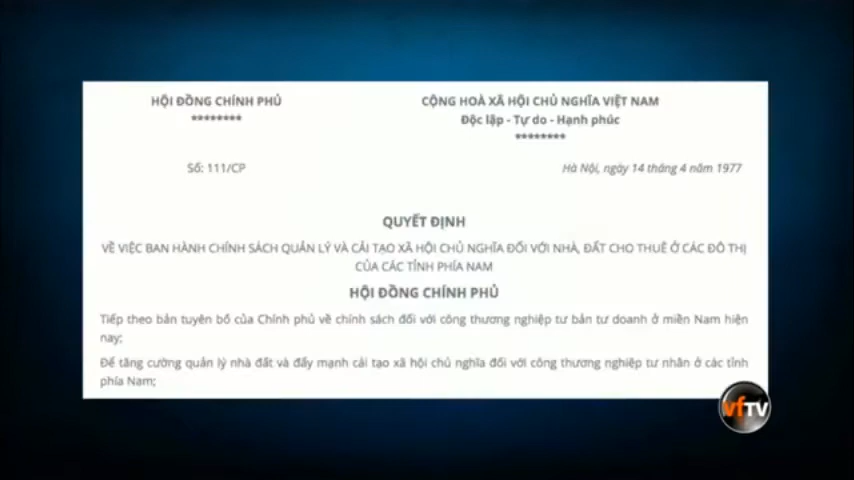 HỘI ĐỒNG CHÍNH PHỦ
********
CỘNG HOÀ XÃ HỘI CHỦ NGHĨA VIỆT NAM
Độc lập - Tự do - Hạnh phúc
********
Số: 111/CP
Hà Nội, ngày 14 tháng 4 năm 1977
QUYẾT ĐỊNH
VỀ VIỆC BAN HÀNH CHÍNH SÁCH QUẢN LÝ VÀ CẢI TẠO XÃ HỘI CHỦ NGHĨA ĐỐI VỚI NHÀ, ĐẤT CHO THUÊ Ở CÁC ĐÔ THỊ
CỦA CÁC TỈNH PHÍA NAM
HỘI ĐỒNG CHÍNH PHỦ
Tiếp theo bản tuyên bố của Chính phủ về chính sách đối với công thương nghiệp tư bản tư doanh ở miền Nam hiện
nay;
Để tăng cường quản lý nhà đất và đẩy mạnh cải tạo xã hội chủ nghĩa đối với công thương nghiệp tư nhân ở các tỉnh
phía Nam;
vfTV